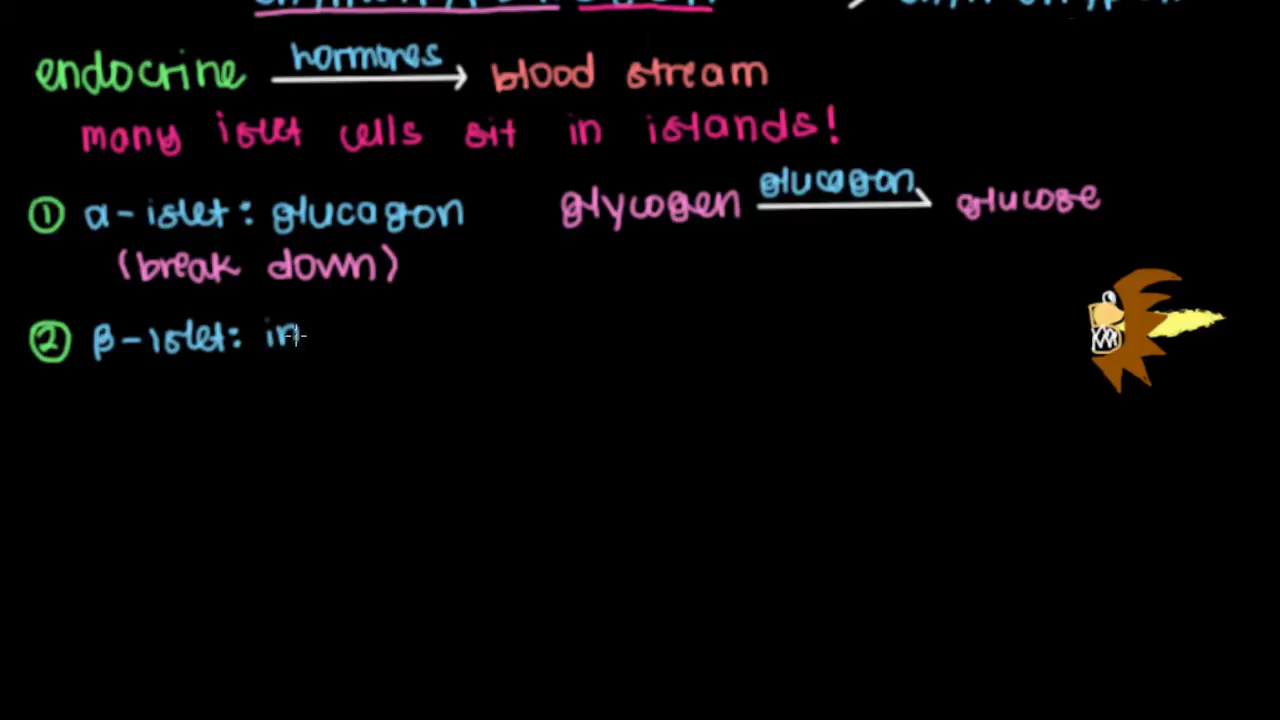 endocrine hormones blood stream
many islet cells sit in islands!
① α-islet: glucagon glycogen glucagon glucose
(break down)
② β-islet: in